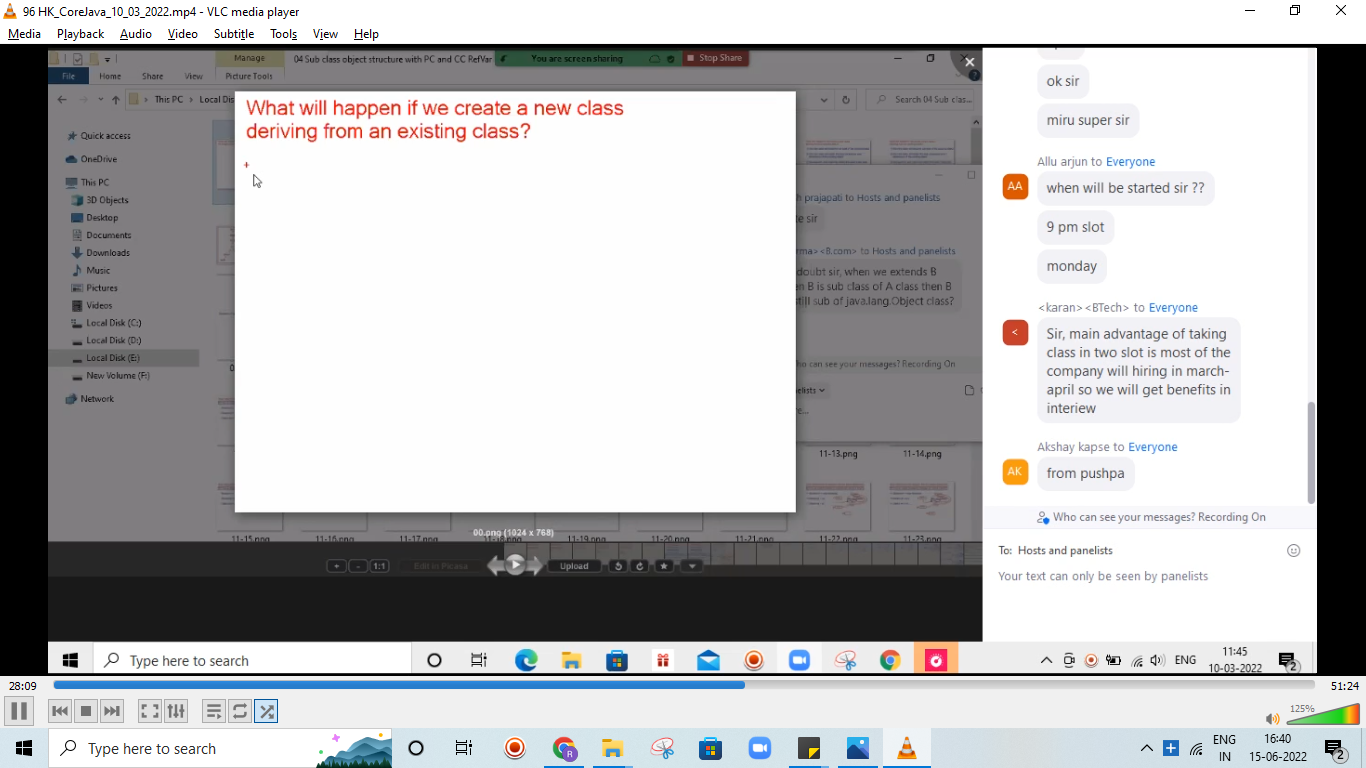 96 HK_CoreJava_10_03_2022.mp4 - VLC media player
Media Playback Audio Video Subtitle Tools View Help
Manage
04 Sub class object structure with PC and CC RefVar
You are screen sharing
Stop Share
File Home Share View Picture Tools
This PC Local Dis
Search 04 Sub clas...
What will happen if we create a new class
deriving from an existing class?
Quick access
OneDrive
This PC
3D Objects
Desktop
Documents
Downloads
Music
Pictures
Videos
Local Disk (C:)
Local Disk (D:)
Local Disk (E:)
New Volume (F:)
Network
h prajapati to Hosts and panelists
te sir
rma> <B.com> to Hosts and panelists
doubt sir, when we extends B
en B is sub class of A class then B
still sub of java.lang.Object class?
Who can see your messages? Recording On
elists
11-13.png 11-14.png
00.png (1024 x 768)
11-15.png 11-16.png 11-17.png 11-18.png 11-19.png 11-20.png 11-21.png 11-22.png 11-23.png
+ - 1:1 Edit in Picasa Upload
ok sir
miru super sir
Allu arjun to Everyone
AA
when will be started sir ??
9 pm slot
monday
<karan> <BTech> to Everyone
<
Sir, main advantage of taking
class in two slot is most of the
company will hiring in march-
april so we will get benefits in
interiew
Akshay kapse to Everyone
AK
from pushpa
Who can see your messages? Recording On
To: Hosts and panelists
Your text can only be seen by panelists
Type here to search
ENG
11:45
10-03-2022
2
28:09
51:24
125%
Type here to search
R
ENG
IN
16:40
15-06-2022
2